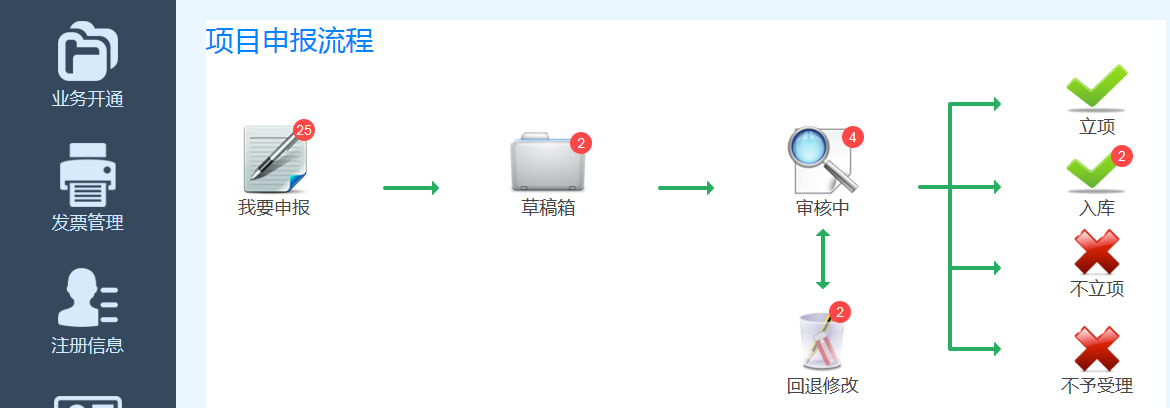 业务开通
发票管理
注册信息
项目申报流程
25
我要申报
2
草稿箱
4
审核中
2
回退修改
立项
2
入库
不立项
不予受理